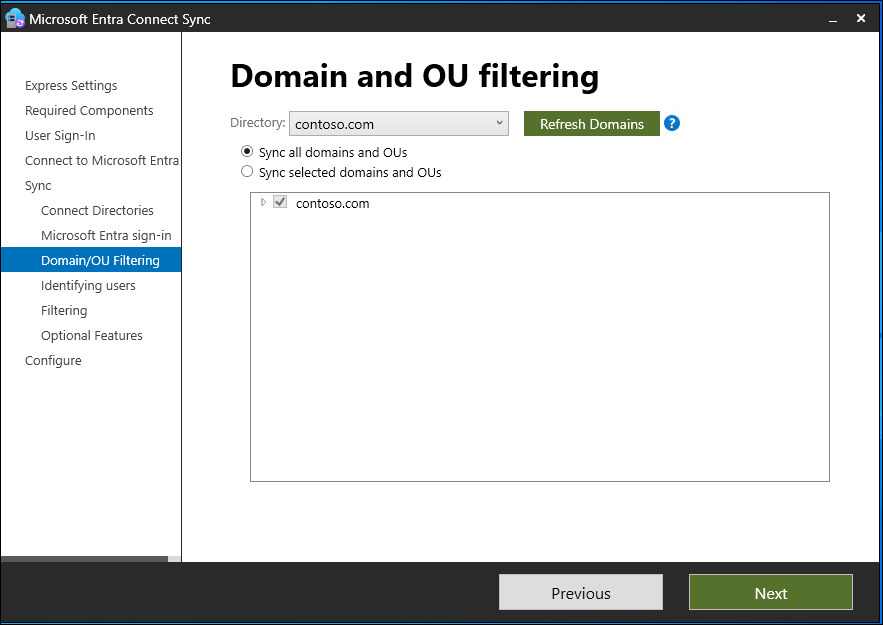 Microsoft Entra Connect Sync
Express Settings
Required Components
User Sign-In
Connect to Microsoft Entra
Sync
Connect Directories
Microsoft Entra sign-in
Domain/OU Filtering
Identifying users
Filtering
Optional Features
Configure
Domain and OU filtering
Directory: contoso.com Refresh Domains ?
Sync all domains and OUs
Sync selected domains and OUs
contoso.com
Previous Next